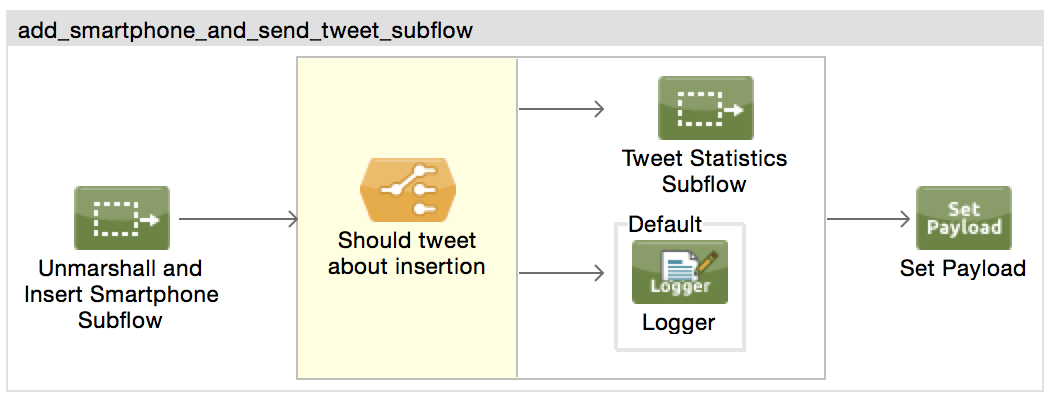 add_smartphone_and_send_tweet_subflow
Unmarshall and
Insert Smartphone
Subflow
Should tweet
about insertion
Tweet Statistics
Subflow
Default
Logger
Logger
Set
Payload
Set Payload